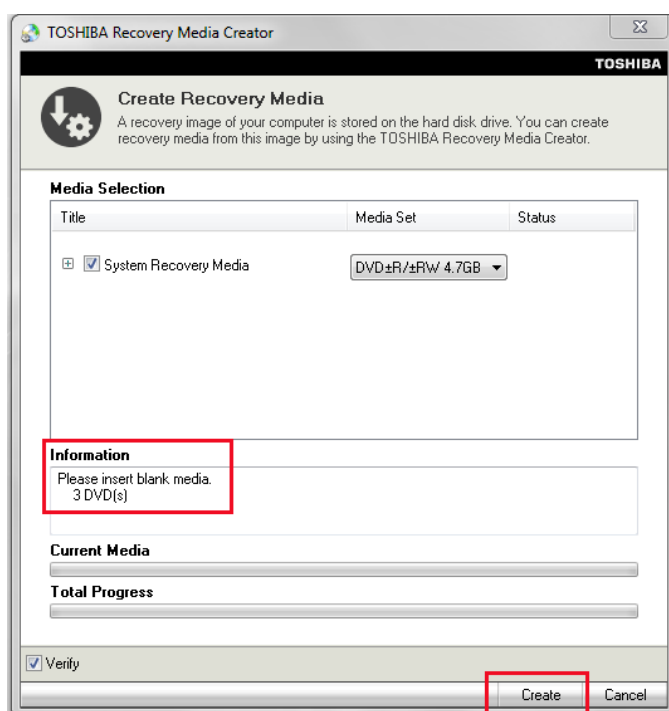 TOSHIBA Recovery Media Creator
TOSHIBA
Create Recovery Media
A recovery image of your computer is stored on the hard disk drive. You can create
recovery media from this image by using the TOSHIBA Recovery Media Creator.
Media Selection
Title Media Set Status
System Recovery Media DVD±R/±RW 4.7GB
Information
Please insert blank media.
3 DVD(s)
Current Media
Total Progress
Verify
Create Cancel